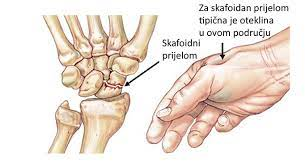 Za skafoidan prijelom
tipična je oteklina
u ovom području
Skafoidni
prijelom